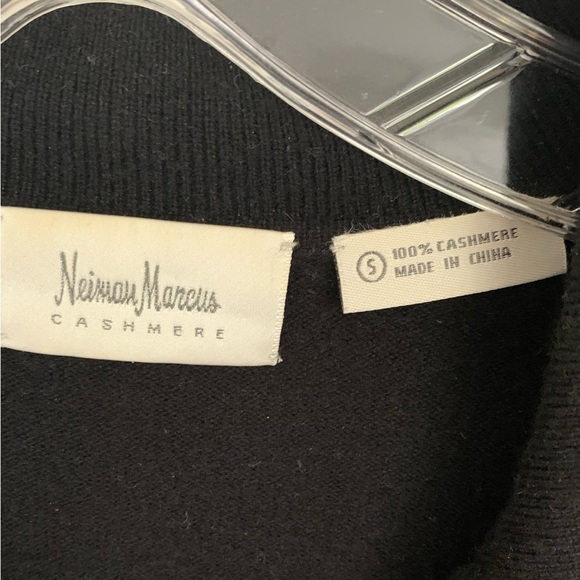 Neiman Marcus
CASHMERE
S
100% CASHMERE
MADE IN CHINA